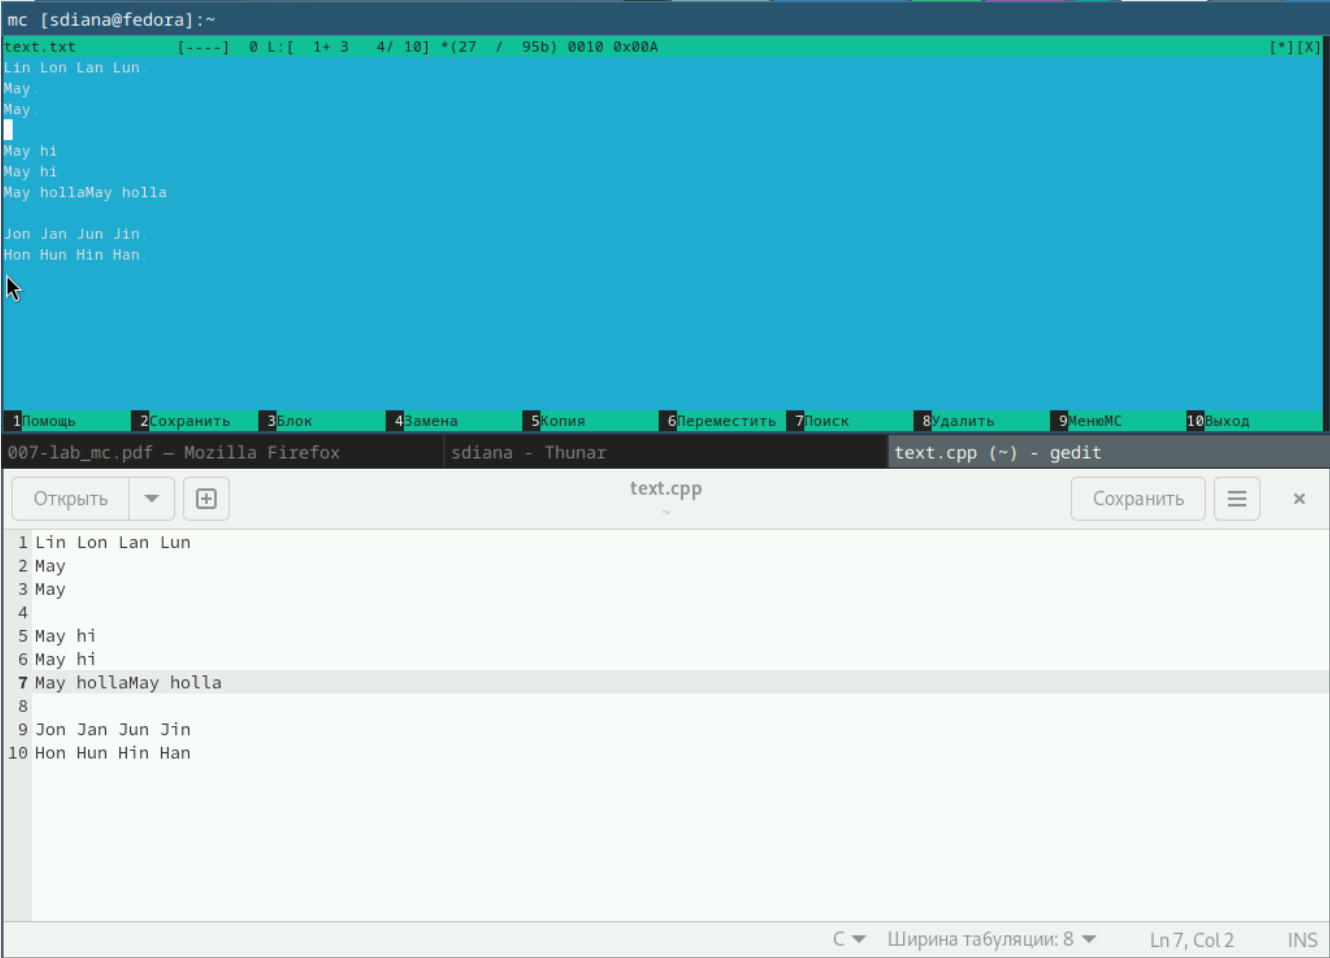 mc [sdiana@fedora]:~
text.txt [----] 0 L:[ 1+ 3 4/ 10] *(27 / 95b) 0010 0x00A [*][X]
Lin Lon Lan Lun.
May.
May.
May hi
May hi
May hollaMay holla
Jon Jan Jun Jin.
Hon Hun Hin Han.
1Помощь 2Сохранить 3Блок 4Замена 5Копия 6Переместить 7Поиск 8Удалить 9МенюMC 10Выход
007-lab_mc.pdf — Mozilla Firefox sdiana - Thunar text.cpp (~) - gedit
Открыть text.cpp Сохранить
~
1 Lin Lon Lan Lun
2 May
3 May
4
5 May hi
6 May hi
7 May hollaMay holla
8
9 Jon Jan Jun Jin
10 Hon Hun Hin Han
C Ширина табуляции: 8 Ln 7, Col 2 INS